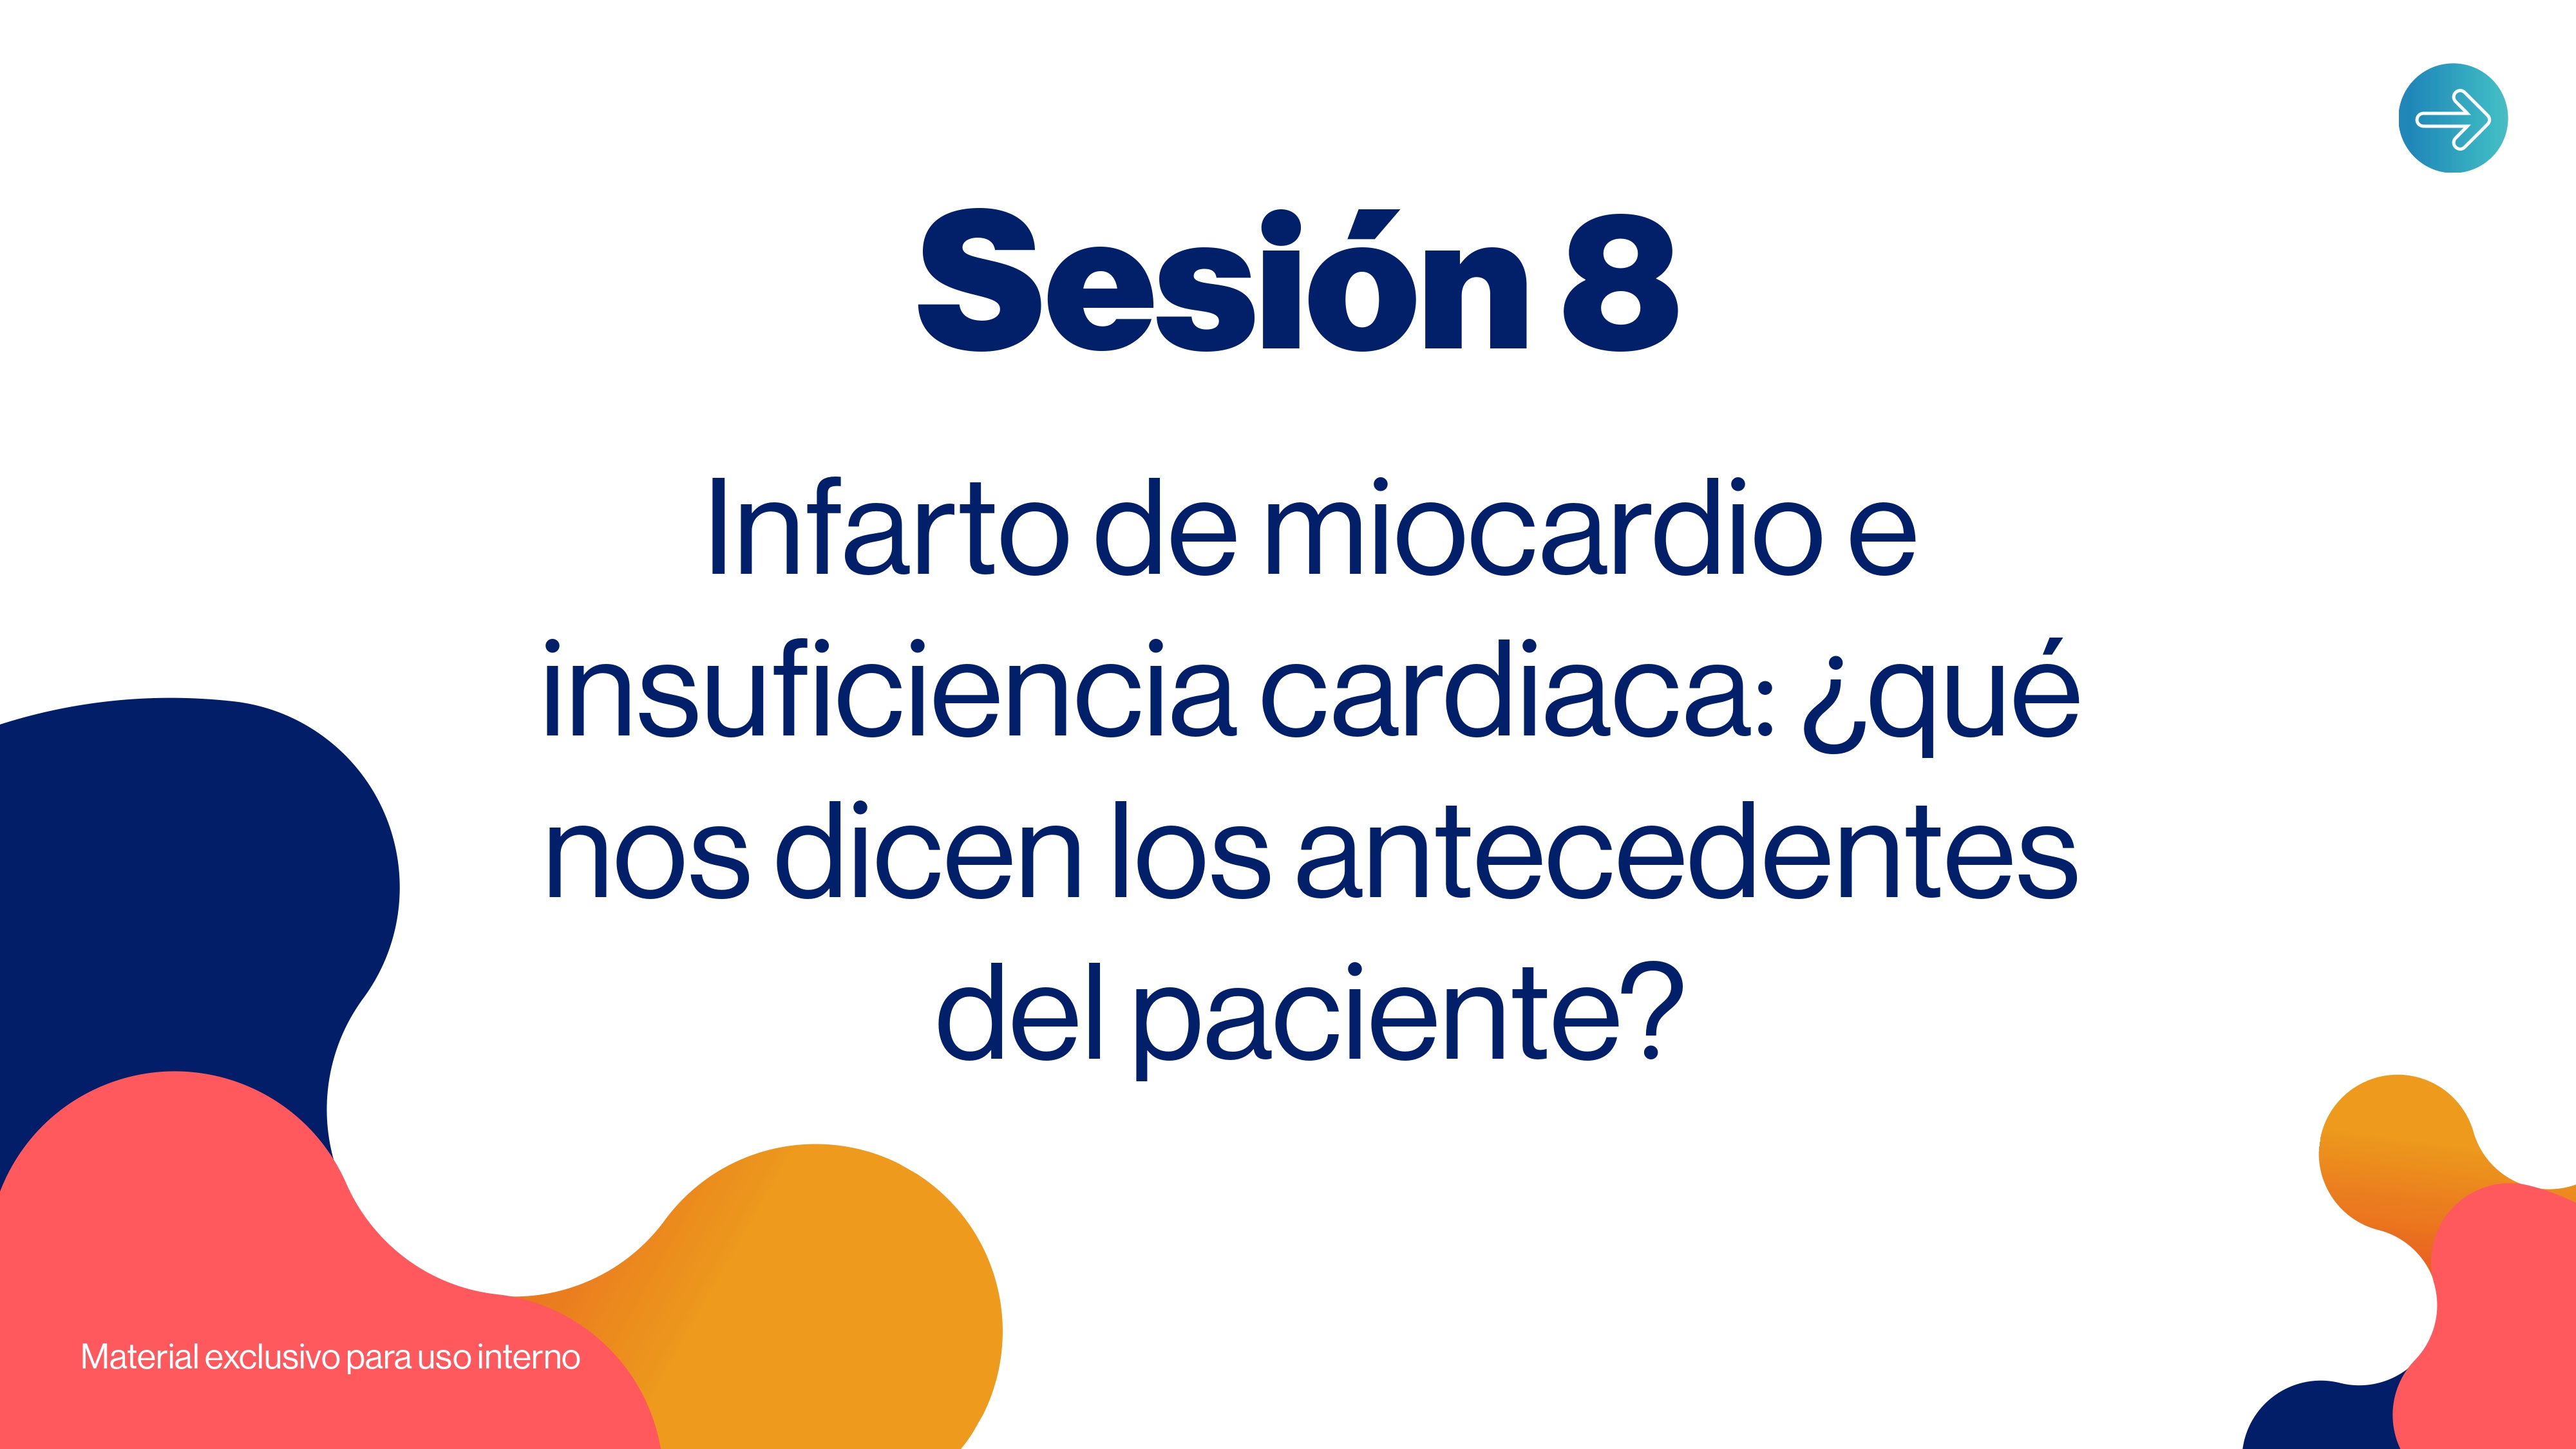 Sesión 8
Infarto de miocardio e
insuficiencia cardiaca: ¿qué
nos dicen los antecedentes
del paciente?
Material exclusivo para uso interno